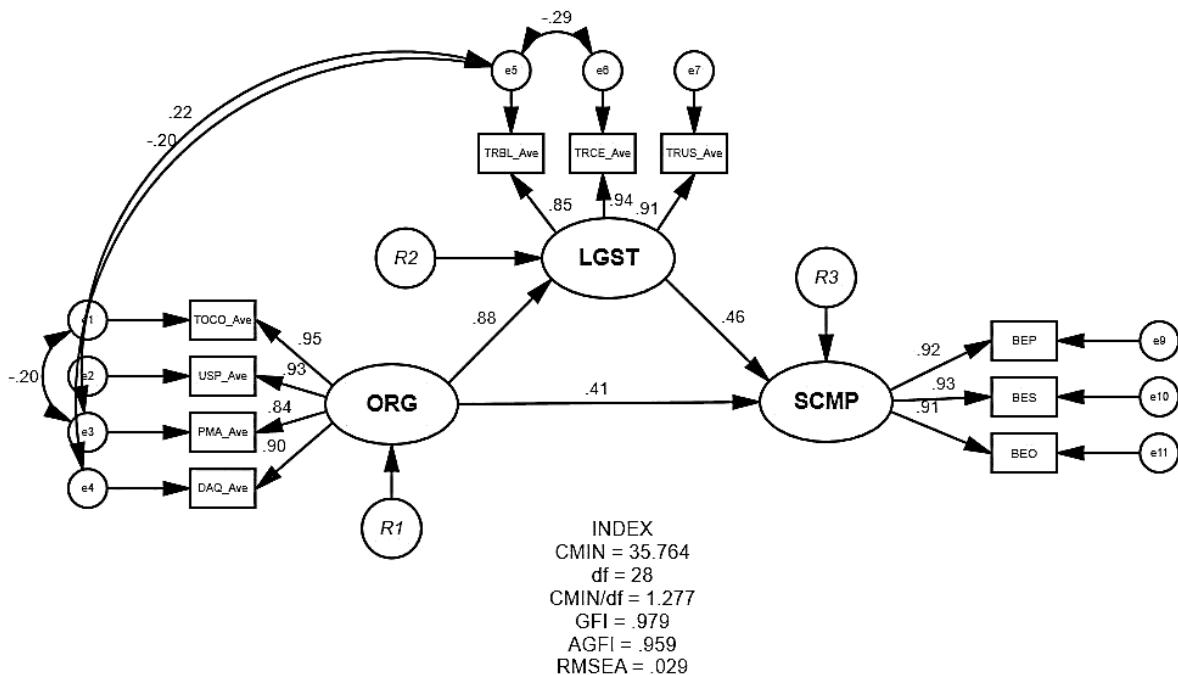 -.29
e5
e6
e7
.22
-.20
TRBL_Ave
TRCE_Ave
TRUS_Ave
.85
.94
.91
R2
LGST
R3
e1
TOCO_Ave
.88
.46
.95
-.20
e2
USP_Ave
.93
ORG
.41
SCMP
.92
BEP
e9
.93
BES
e10
.84
e3
PMA_Ave
.91
BEO
e11
.90
e4
DAQ_Ave
R1
INDEX
CMIN = 35.764
df = 28
CMIN/df = 1.277
GFI = .979
AGFI = .959
RMSEA = .029